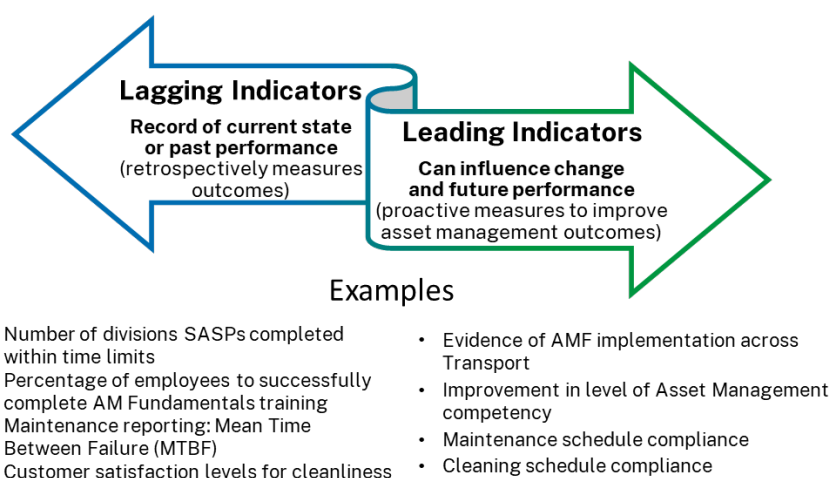 Lagging Indicators
Record of current state
or past performance
(retrospectively measures
outcomes)
Leading Indicators
Can influence change
and future performance
(proactive measures to improve
asset management outcomes)
Examples
Number of divisions SASPs completed
within time limits
Percentage of employees to successfully
complete AM Fundamentals training
Maintenance reporting: Mean Time
Between Failure (MTBF)
Customer satisfaction levels for cleanliness
• Evidence of AMF implementation across
Transport
• Improvement in level of Asset Management
competency
• Maintenance schedule compliance
• Cleaning schedule compliance